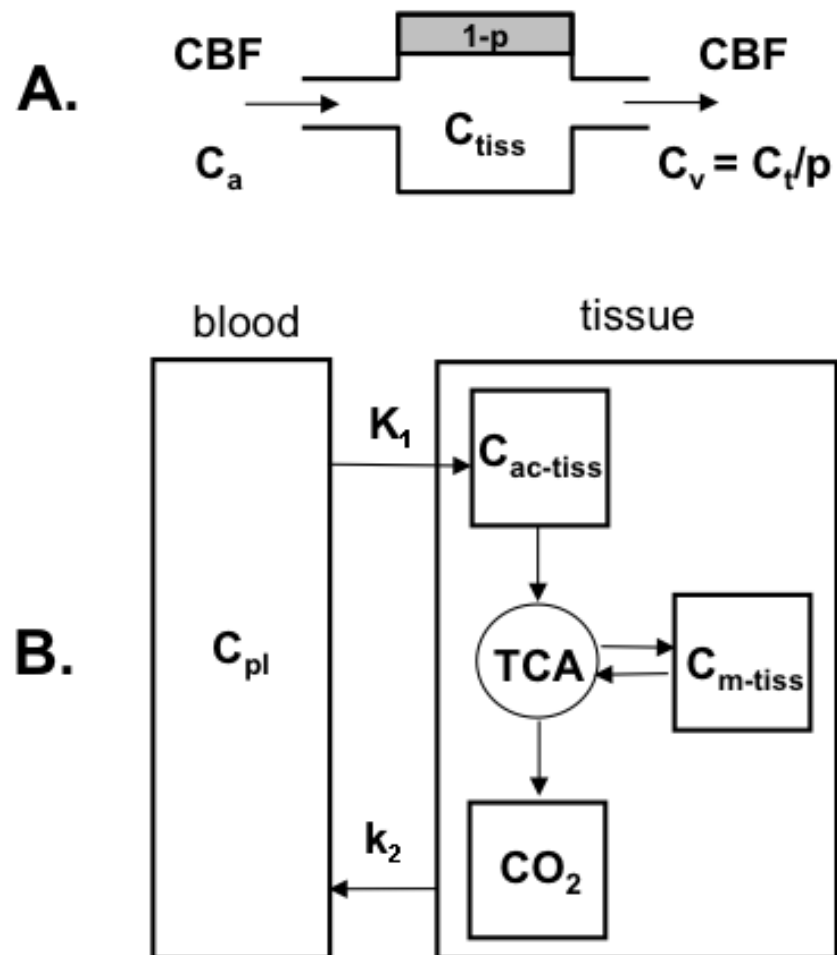 A.
CBF
1-p
CBF
C_a
C_tiss
C_v = C_t/p
B.
blood
tissue
C_pl
K_1
C_ac-tiss
TCA
C_m-tiss
k_2
CO_2